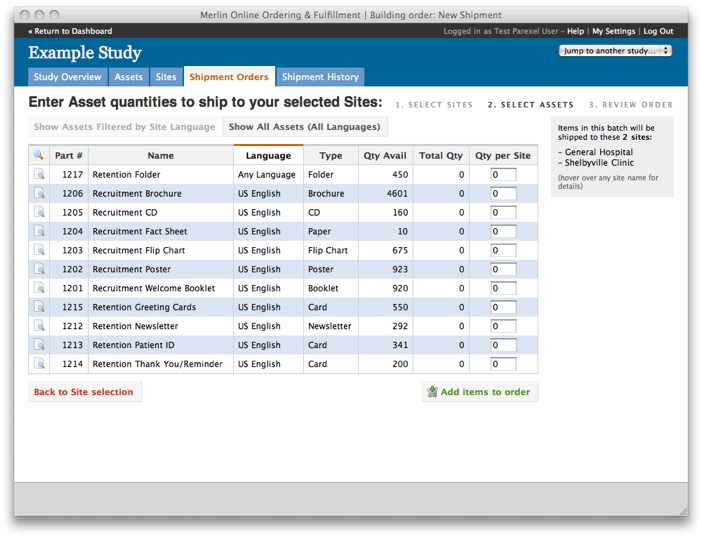 Merlin Online Ordering & Fulfillment | Building order: New Shipment
« Return to Dashboard Logged in as Test Parexel User – Help | My Settings | Log Out
Example Study Jump to another study...
Study Overview Assets Sites Shipment Orders Shipment History
Enter Asset quantities to ship to your selected Sites: 1. SELECT SITES 2. SELECT ASSETS 3. REVIEW ORDER
Show Assets Filtered by Site Language Show All Assets (All Languages)
Part # Name Language Type Qty Avail Total Qty Qty per Site
1217 Retention Folder Any Language Folder 450 0 0
1206 Recruitment Brochure US English Brochure 4601 0 0
1205 Recruitment CD US English CD 160 0 0
1204 Recruitment Fact Sheet US English Paper 10 0 0
1203 Recruitment Flip Chart US English Flip Chart 675 0 0
1202 Recruitment Poster US English Poster 923 0 0
1201 Recruitment Welcome Booklet US English Booklet 920 0 0
1215 Retention Greeting Cards US English Card 550 0 0
1212 Retention Newsletter US English Newsletter 292 0 0
1213 Retention Patient ID US English Card 341 0 0
1214 Retention Thank You/Reminder US English Card 200 0 0
Back to Site selection Add items to order
Items in this batch will be
shipped to these 2 sites:
– General Hospital
– Shelbyville Clinic
(hover over any site name for
details)